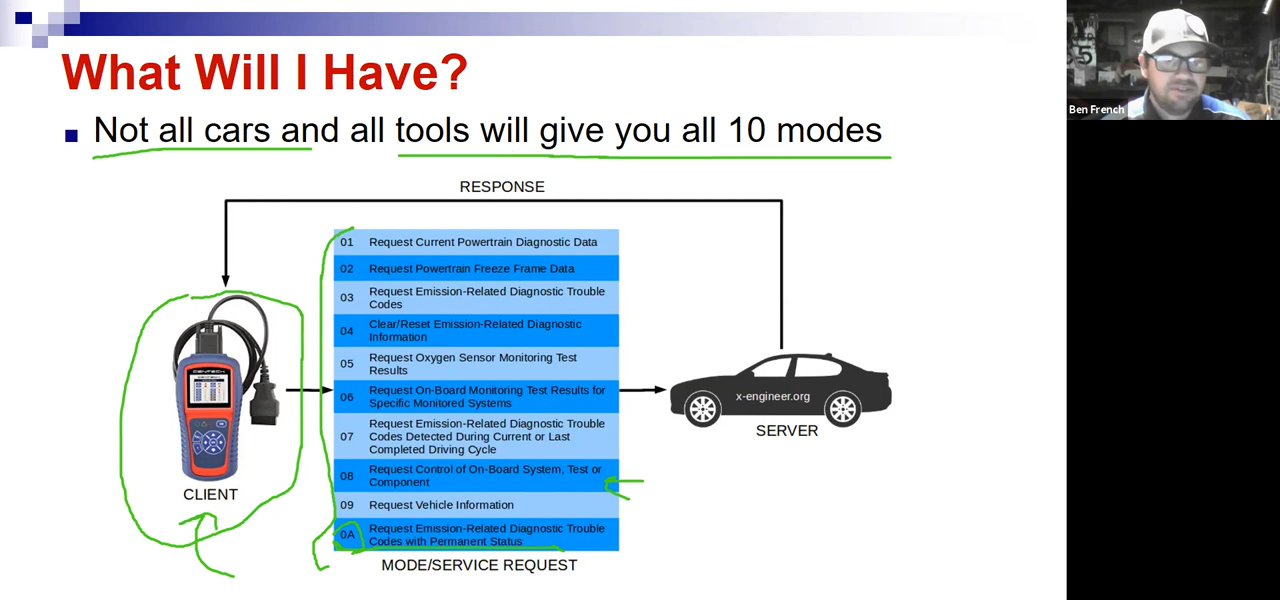 What Will I Have?
Not all cars and all tools will give you all 10 modes
Ben French
RESPONSE
01 Request Current Powertrain Diagnostic Data
02 Request Powertrain Freeze Frame Data
03 Request Emission-Related Diagnostic Trouble
Codes
04 Clear/Reset Emission-Related Diagnostic
Information
05 Request Oxygen Sensor Monitoring Test
Results
06 Request On-Board Monitoring Test Results for
Specific Monitored Systems
07 Request Emission-Related Diagnostic Trouble
Codes Detected During Current or Last
Completed Driving Cycle
08 Request Control of On-Board System, Test or
Component
09 Request Vehicle Information
0A Request Emission-Related Diagnostic Trouble
Codes with Permanent Status
CLIENT
x-engineer.org
SERVER
MODE/SERVICE REQUEST